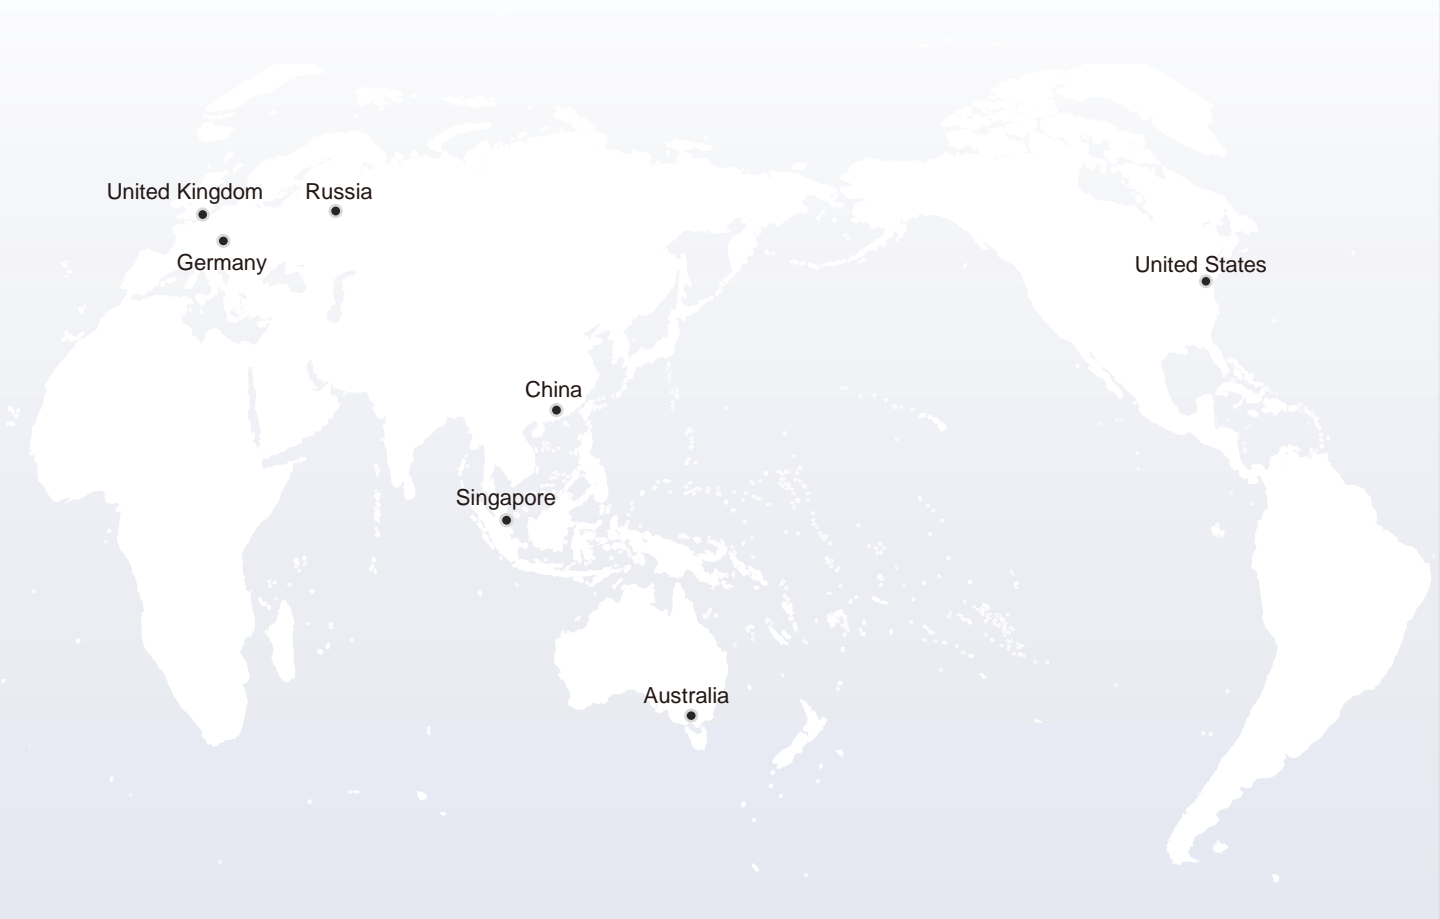 United Kingdom
Russia
Germany
United States
China
Singapore
Australia